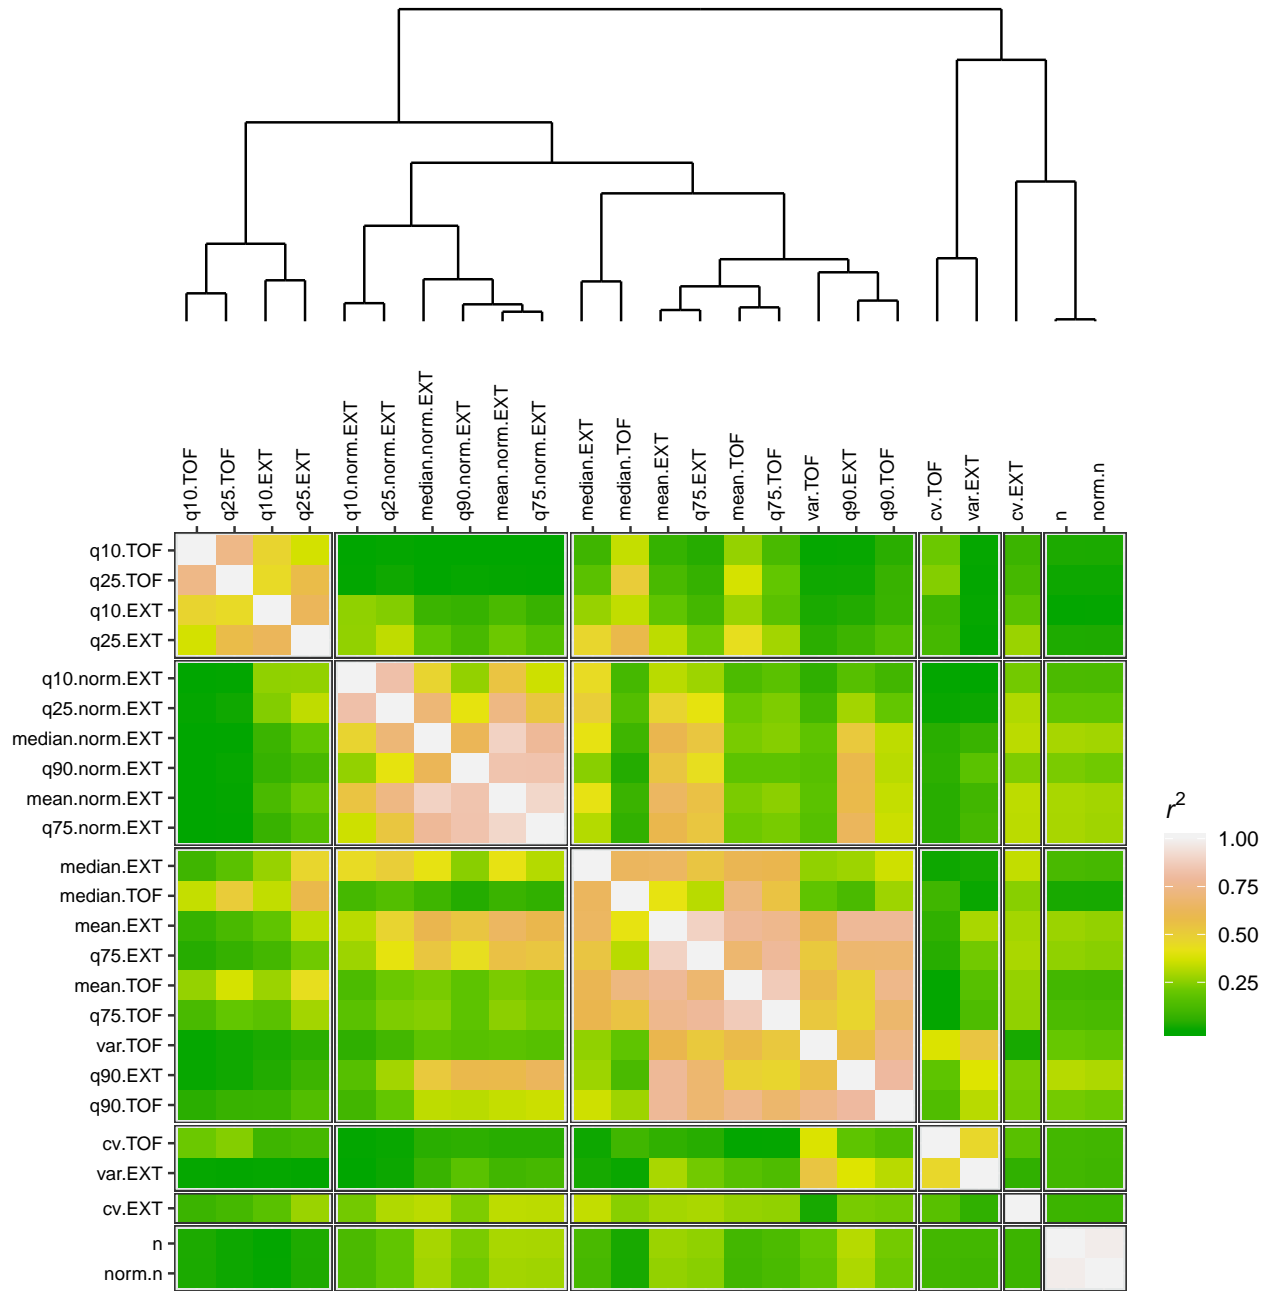 q10.TOF
q25.TOF
q10.EXT
q25.EXT
q10.norm.EXT
q25.norm.EXT
median.norm.EXT
q90.norm.EXT
mean.norm.EXT
q75.norm.EXT
median.EXT
median.TOF
mean.EXT
q75.EXT
mean.TOF
q75.TOF
var.TOF
q90.EXT
q90.TOF
cv.TOF
var.EXT
cv.EXT
n
norm.n
q10.TOF
q25.TOF
q10.EXT
q25.EXT
q10.norm.EXT
q25.norm.EXT
median.norm.EXT
q90.norm.EXT
mean.norm.EXT
q75.norm.EXT
median.EXT
median.TOF
mean.EXT
q75.EXT
mean.TOF
q75.TOF
var.TOF
q90.EXT
q90.TOF
cv.TOF
var.EXT
cv.EXT
n
norm.n
r²
1.00
0.75
0.50
0.25